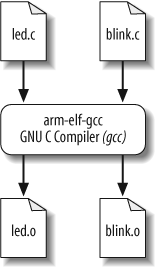 led.c blink.c
arm-elf-gcc
GNU C Compiler (gcc)
led.o blink.o